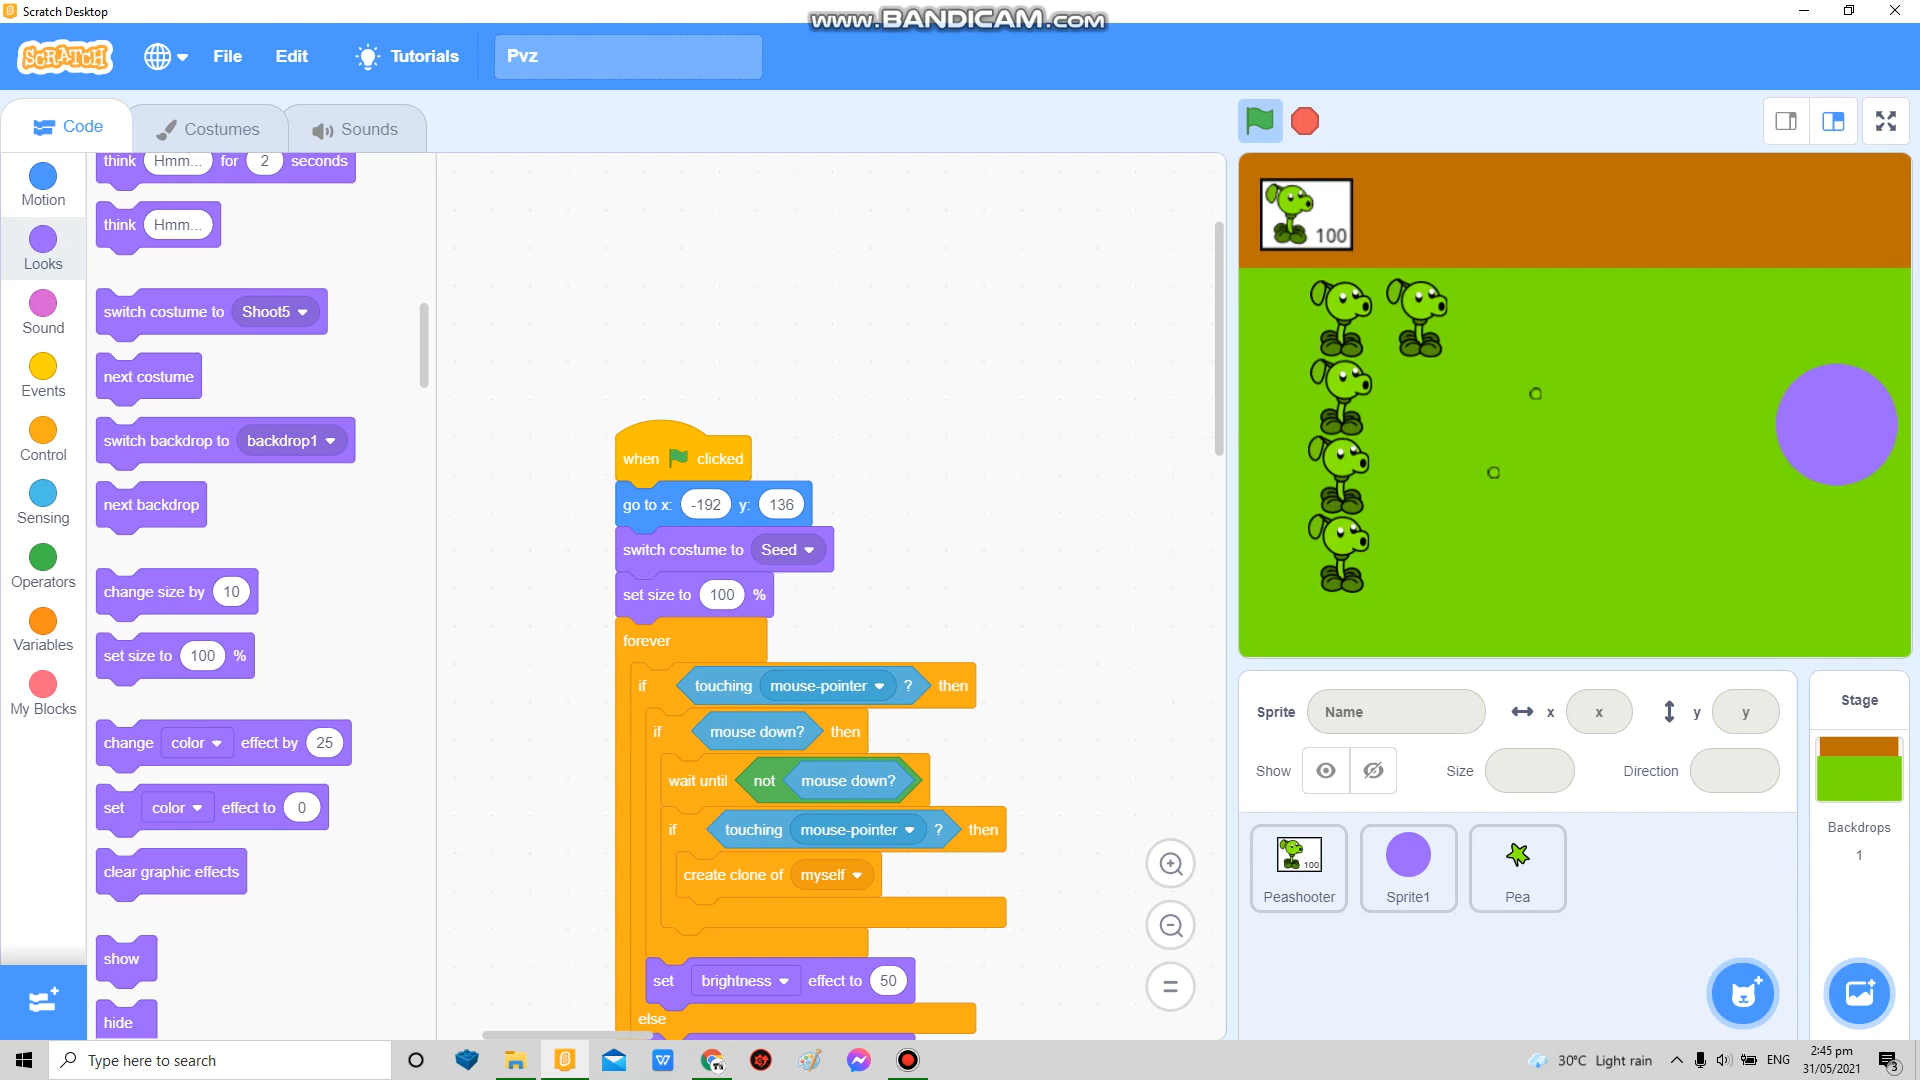 Scratch Desktop
www.BANDICAM.com
SCRATCH
File
Edit
Tutorials
Pvz
Code
Costumes
Sounds
Motion
Looks
Sound
Events
Control
Sensing
Operators
Variables
My Blocks
think Hmm... for 2 seconds
think Hmm...
switch costume to Shoot5
next costume
switch backdrop to backdrop1
next backdrop
change size by 10
set size to 100 %
change color effect by 25
set color effect to 0
clear graphic effects
show
hide
when clicked
go to x: -192 y: 136
switch costume to Seed
set size to 100 %
forever
if touching mouse-pointer ? then
if mouse down? then
wait until not mouse down?
if touching mouse-pointer ? then
create clone of myself
set brightness effect to 50
else
100
Sprite Name x x y y
Show Size Direction
100
Peashooter
Sprite1
Pea
Stage
Backdrops
1
Type here to search
30°C Light rain
ENG
2:45 pm
31/05/2021
3